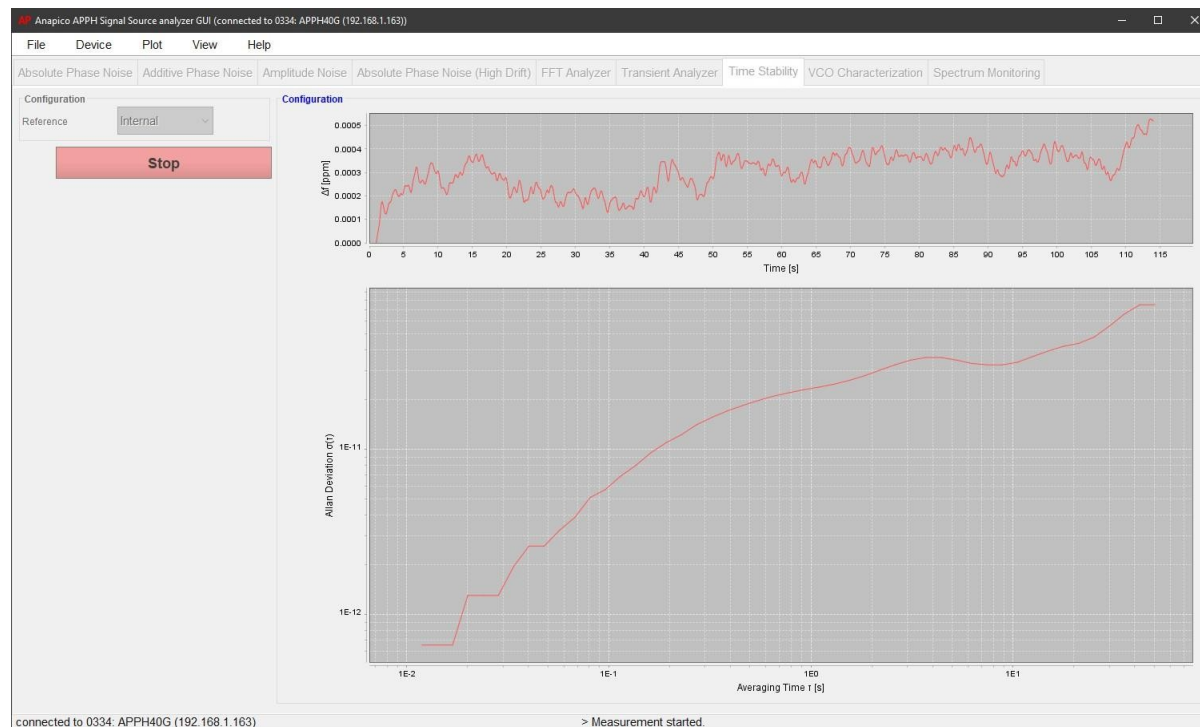 AP Anapico APPH Signal Source analyzer GUI (connected to 0334: APPH40G (192.168.1.163))
File Device Plot View Help
Absolute Phase Noise Additive Phase Noise Amplitude Noise Absolute Phase Noise (High Drift) FFT Analyzer Transient Analyzer Time Stability VCO Characterization Spectrum Monitoring
Configuration
Reference Internal
Stop
Configuration
Δf [ppm]
0.0005
0.0004
0.0003
0.0002
0.0001
0.0000
0 5 10 15 20 25 30 35 40 45 50 55 60 65 70 75 80 85 90 95 100 105 110 115
Time [s]
Allan Deviation σ(τ)
1E-11
1E-12
1E-2 1E-1 1E0 1E1
Averaging Time τ [s]
connected to 0334: APPH40G (192.168.1.163) > Measurement started.